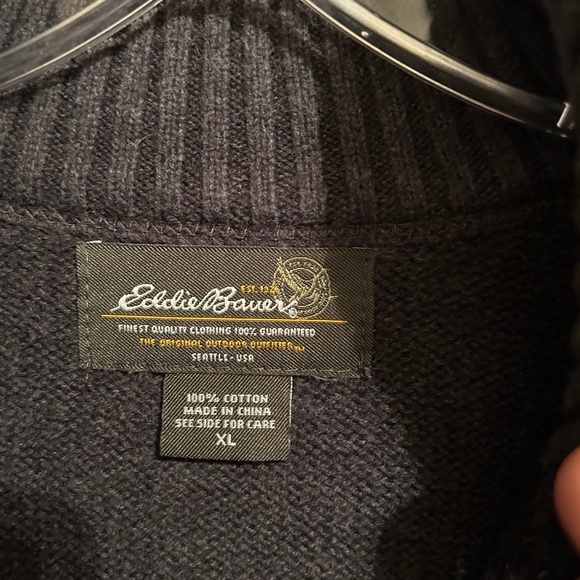 EST. 1920
Eddie Bauer®
FINEST QUALITY CLOTHING 100% GUARANTEED
THE ORIGINAL OUTDOOR OUTFITTER™
SEATTLE - USA
100% COTTON
MADE IN CHINA
SEE SIDE FOR CARE
XL